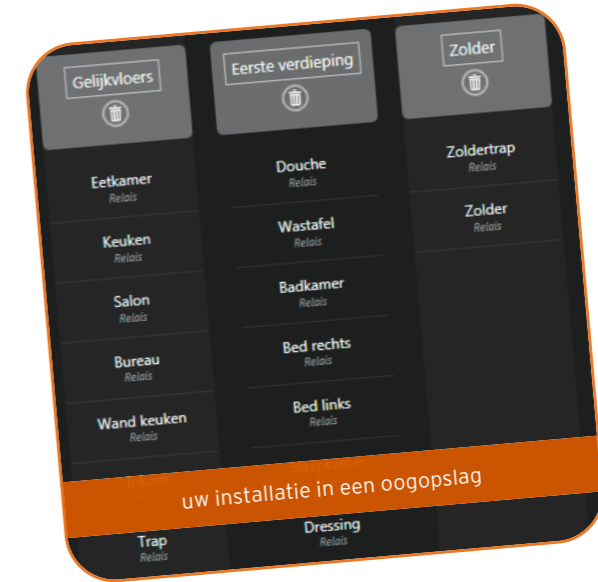 Gelijkvloers
Eetkamer
Relais
Keuken
Relais
Salon
Relais
Bureau
Relais
Wand keuken
Relais
Inkom
Trap
Relais
Eerste verdieping
Douche
Relais
Wastafel
Relais
Badkamer
Relais
Bed rechts
Relais
Bed links
Relais
Slaapkamer
Dressing
Relais
Zolder
Zoldertrap
Relais
Zolder
Relais
uw installatie in een oogopslag